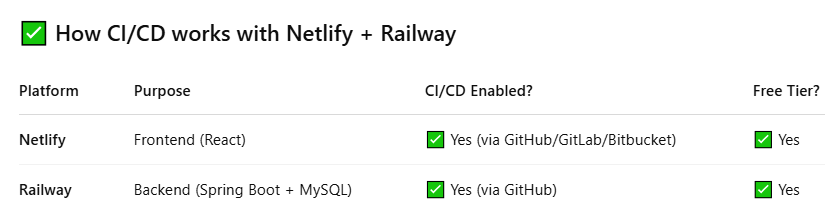 ✅ How CI/CD works with Netlify + Railway
Platform Purpose CI/CD Enabled? Free Tier?
Netlify Frontend (React) ✅ Yes (via GitHub/GitLab/Bitbucket) ✅ Yes
Railway Backend (Spring Boot + MySQL) ✅ Yes (via GitHub) ✅ Yes